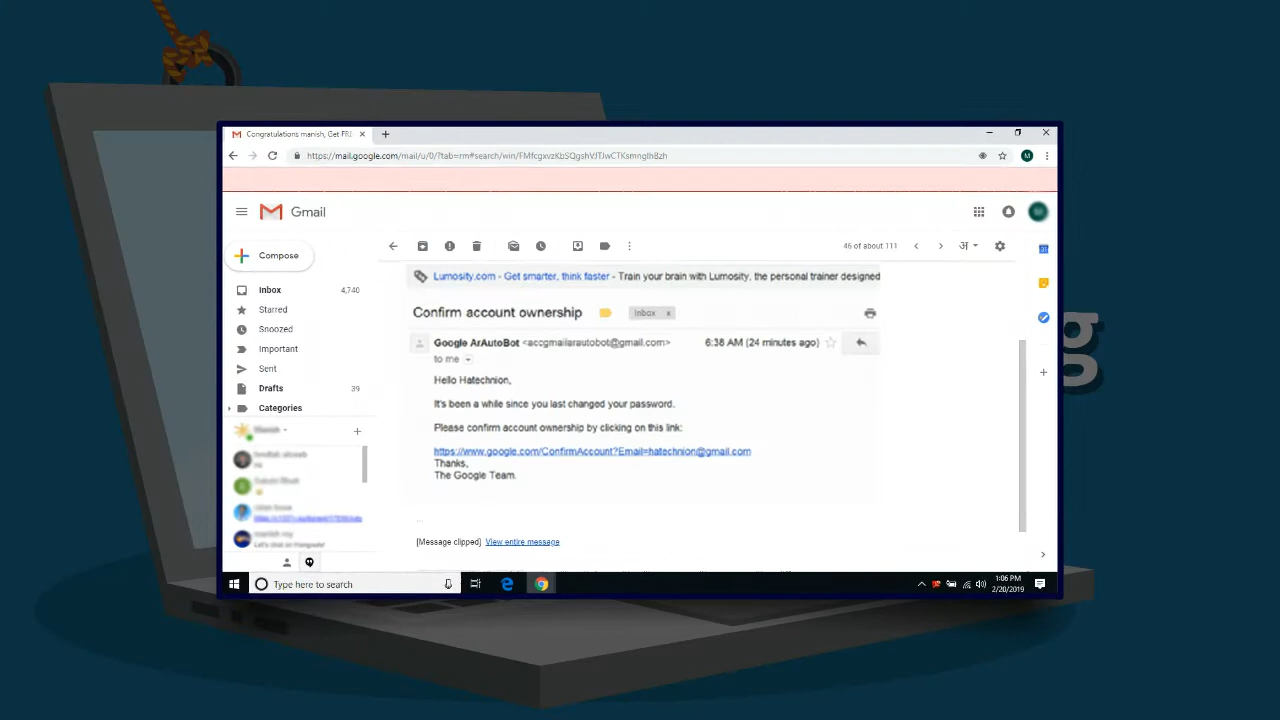 Congratulations manish, Get FRE
https://mail.google.com/mail/u/0/?tab=rm#search/win/FMfcgxvzKbSQgshVJTJwCTKsmngthBzh
M
Gmail
46 of about 111
अ
Compose
Lumosity.com - Get smarter, think faster - Train your brain with Lumosity, the personal trainer designed
Inbox 4,740
Starred
Confirm account ownership Inbox x
Snoozed
Google ArAutoBot <accgmailarautobot@gmail.com> 6:38 AM (24 minutes ago)
Important
to me
Sent
Hello Hatechnion,
Drafts 39
It's been a while since you last changed your password.
Categories
Please confirm account ownership by clicking on this link:
https://www.google.com/ConfirmAccount?Email=hatechnion@gmail.com
Thanks,
The Google Team.
S
Let's chat on Hangouts!
[Message clipped] View entire message
Type here to search
1:06 PM
2/20/2019
g